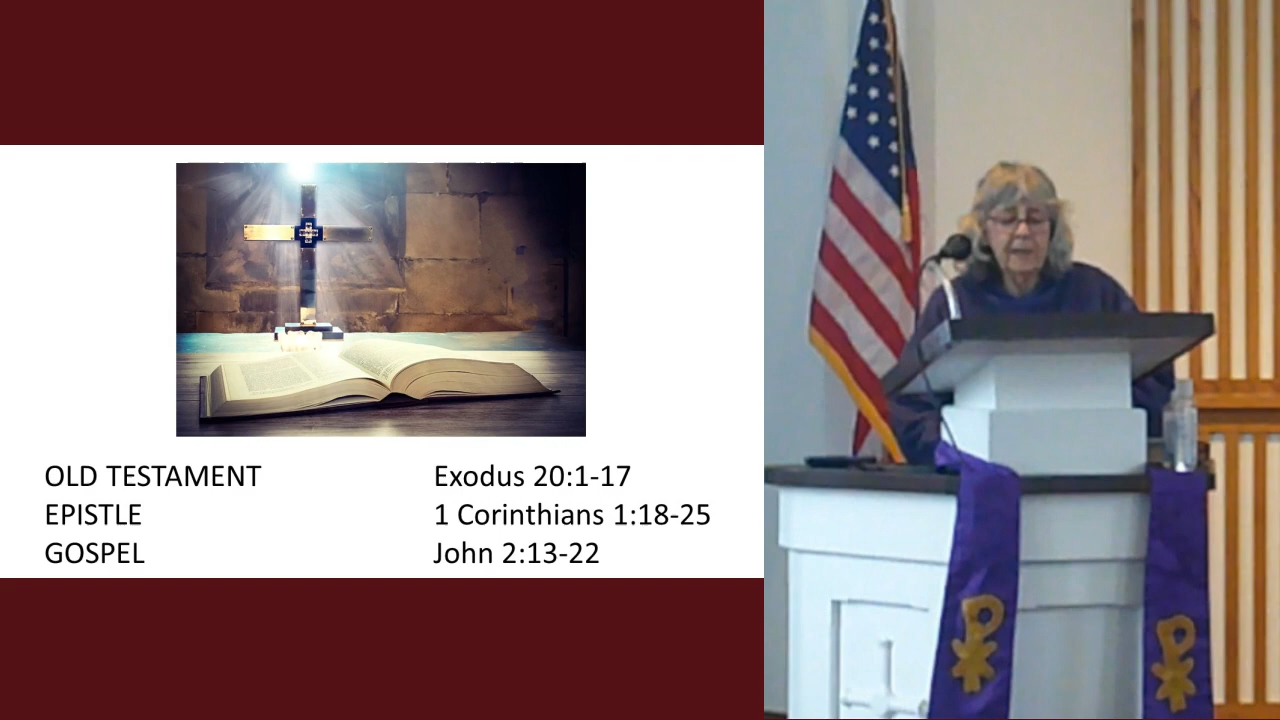 OLD TESTAMENT Exodus 20:1-17
EPISTLE 1 Corinthians 1:18-25
GOSPEL John 2:13-22